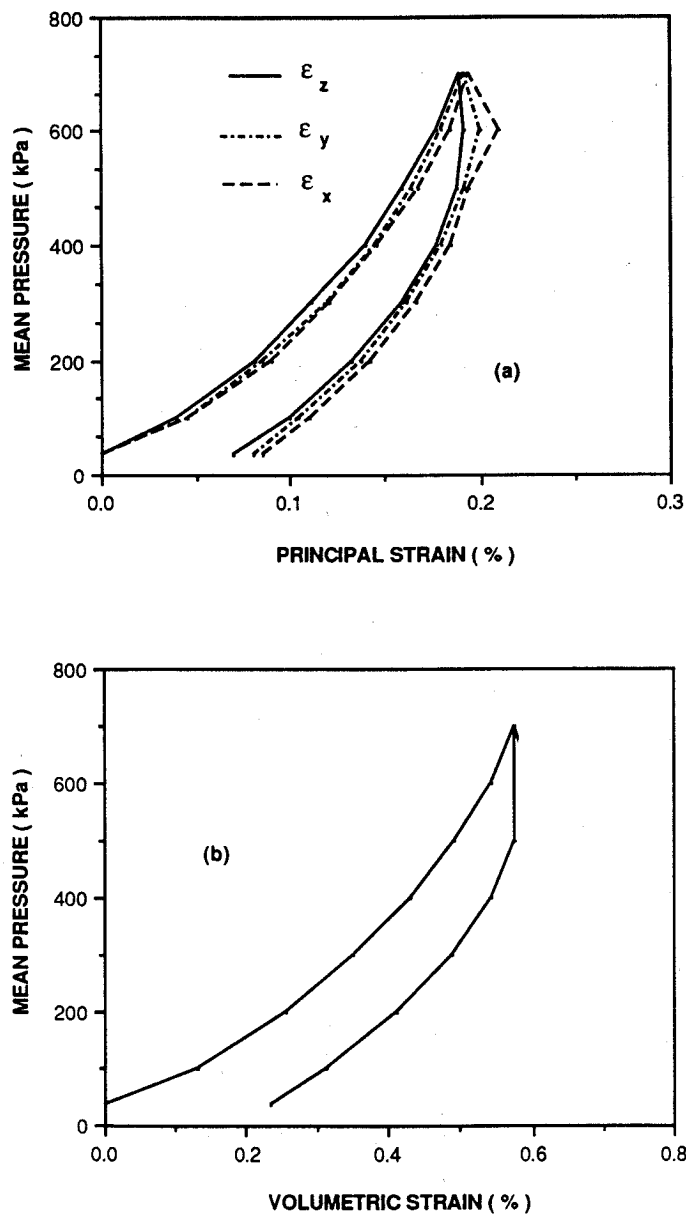 800
600
400
200
0
MEAN PRESSURE ( kPa )
ε z
ε y
ε x
(a)
0.0 0.1 0.2 0.3
PRINCIPAL STRAIN ( % )
800
600
400
200
0
MEAN PRESSURE ( kPa )
(b)
0.0 0.2 0.4 0.6 0.8
VOLUMETRIC STRAIN ( % )